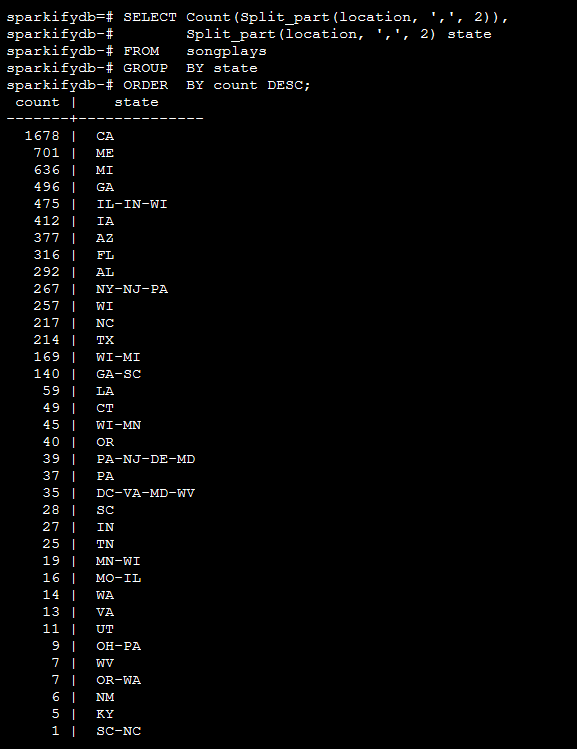 sparkifydb=# SELECT Count(Split_part(location, ',', 2)),
sparkifydb-#        Split_part(location, ',', 2) state
sparkifydb-# FROM   songplays
sparkifydb-# GROUP  BY state
sparkifydb-# ORDER  BY count DESC;
 count |    state
-------+--------------
  1678 |  CA
   701 |  ME
   636 |  MI
   496 |  GA
   475 |  IL-IN-WI
   412 |  IA
   377 |  AZ
   316 |  FL
   292 |  AL
   267 |  NY-NJ-PA
   257 |  WI
   217 |  NC
   214 |  TX
   169 |  WI-MI
   140 |  GA-SC
    59 |  LA
    49 |  CT
    45 |  WI-MN
    40 |  OR
    39 |  PA-NJ-DE-MD
    37 |  PA
    35 |  DC-VA-MD-WV
    28 |  SC
    27 |  IN
    25 |  TN
    19 |  MN-WI
    16 |  MO-IL
    14 |  WA
    13 |  VA
    11 |  UT
     9 |  OH-PA
     7 |  WV
     7 |  OR-WA
     6 |  NM
     5 |  KY
     1 |  SC-NC